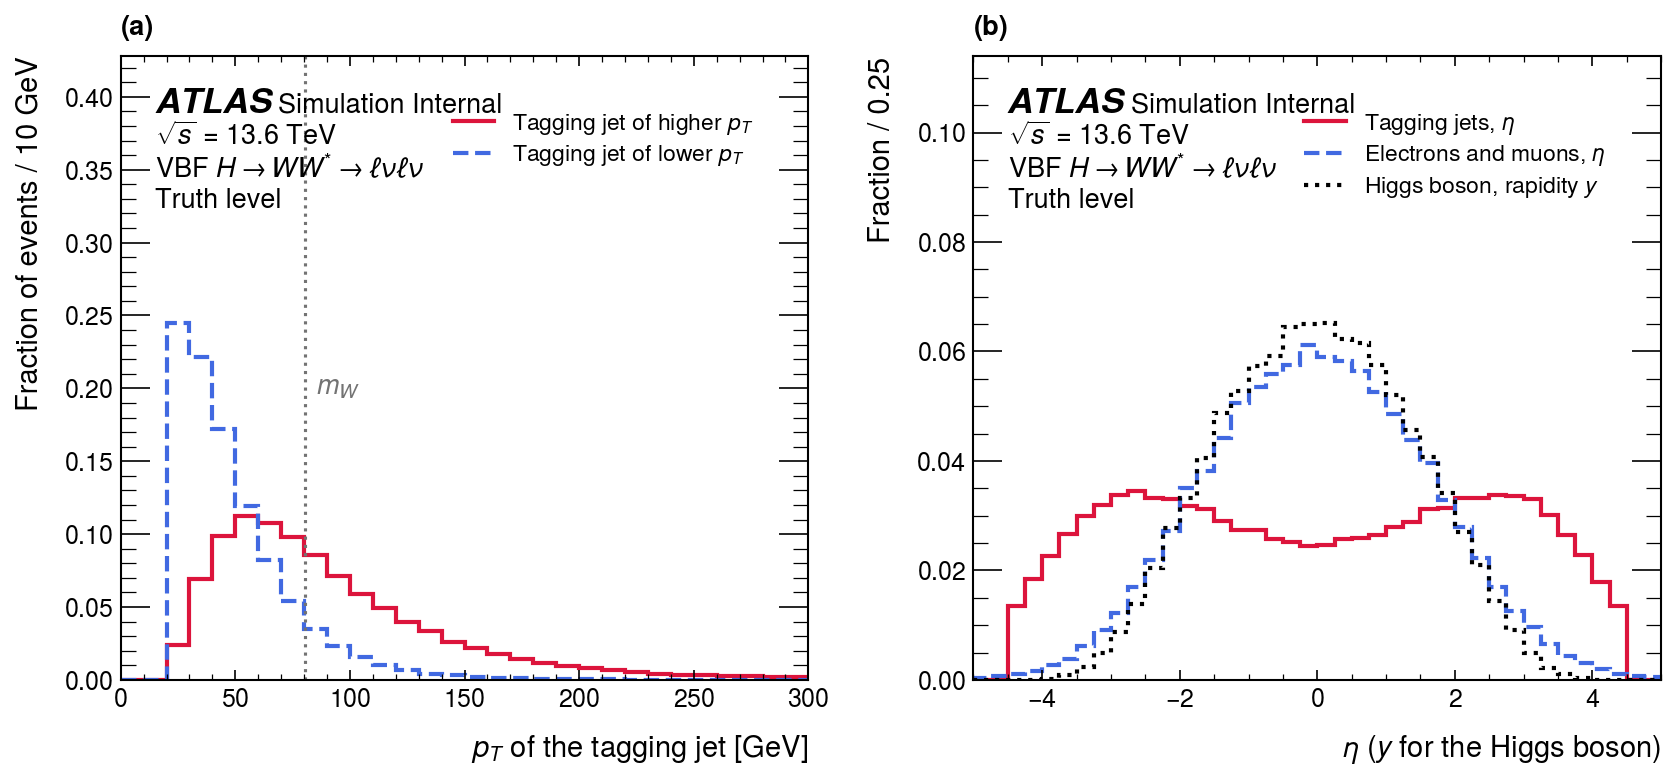 (a)
Fraction of events / 10 GeV
ATLAS Simulation Internal
√s = 13.6 TeV
VBF H → WW* → ℓνℓν
Truth level
Tagging jet of higher pT
Tagging jet of lower pT
mW
0.40
0.35
0.30
0.25
0.20
0.15
0.10
0.05
0.00
0 50 100 150 200 250 300
pT of the tagging jet [GeV]
(b)
Fraction / 0.25
ATLAS Simulation Internal
√s = 13.6 TeV
VBF H → WW* → ℓνℓν
Truth level
Tagging jets, η
Electrons and muons, η
Higgs boson, rapidity y
0.10
0.08
0.06
0.04
0.02
0.00
−4 −2 0 2 4
η (y for the Higgs boson)